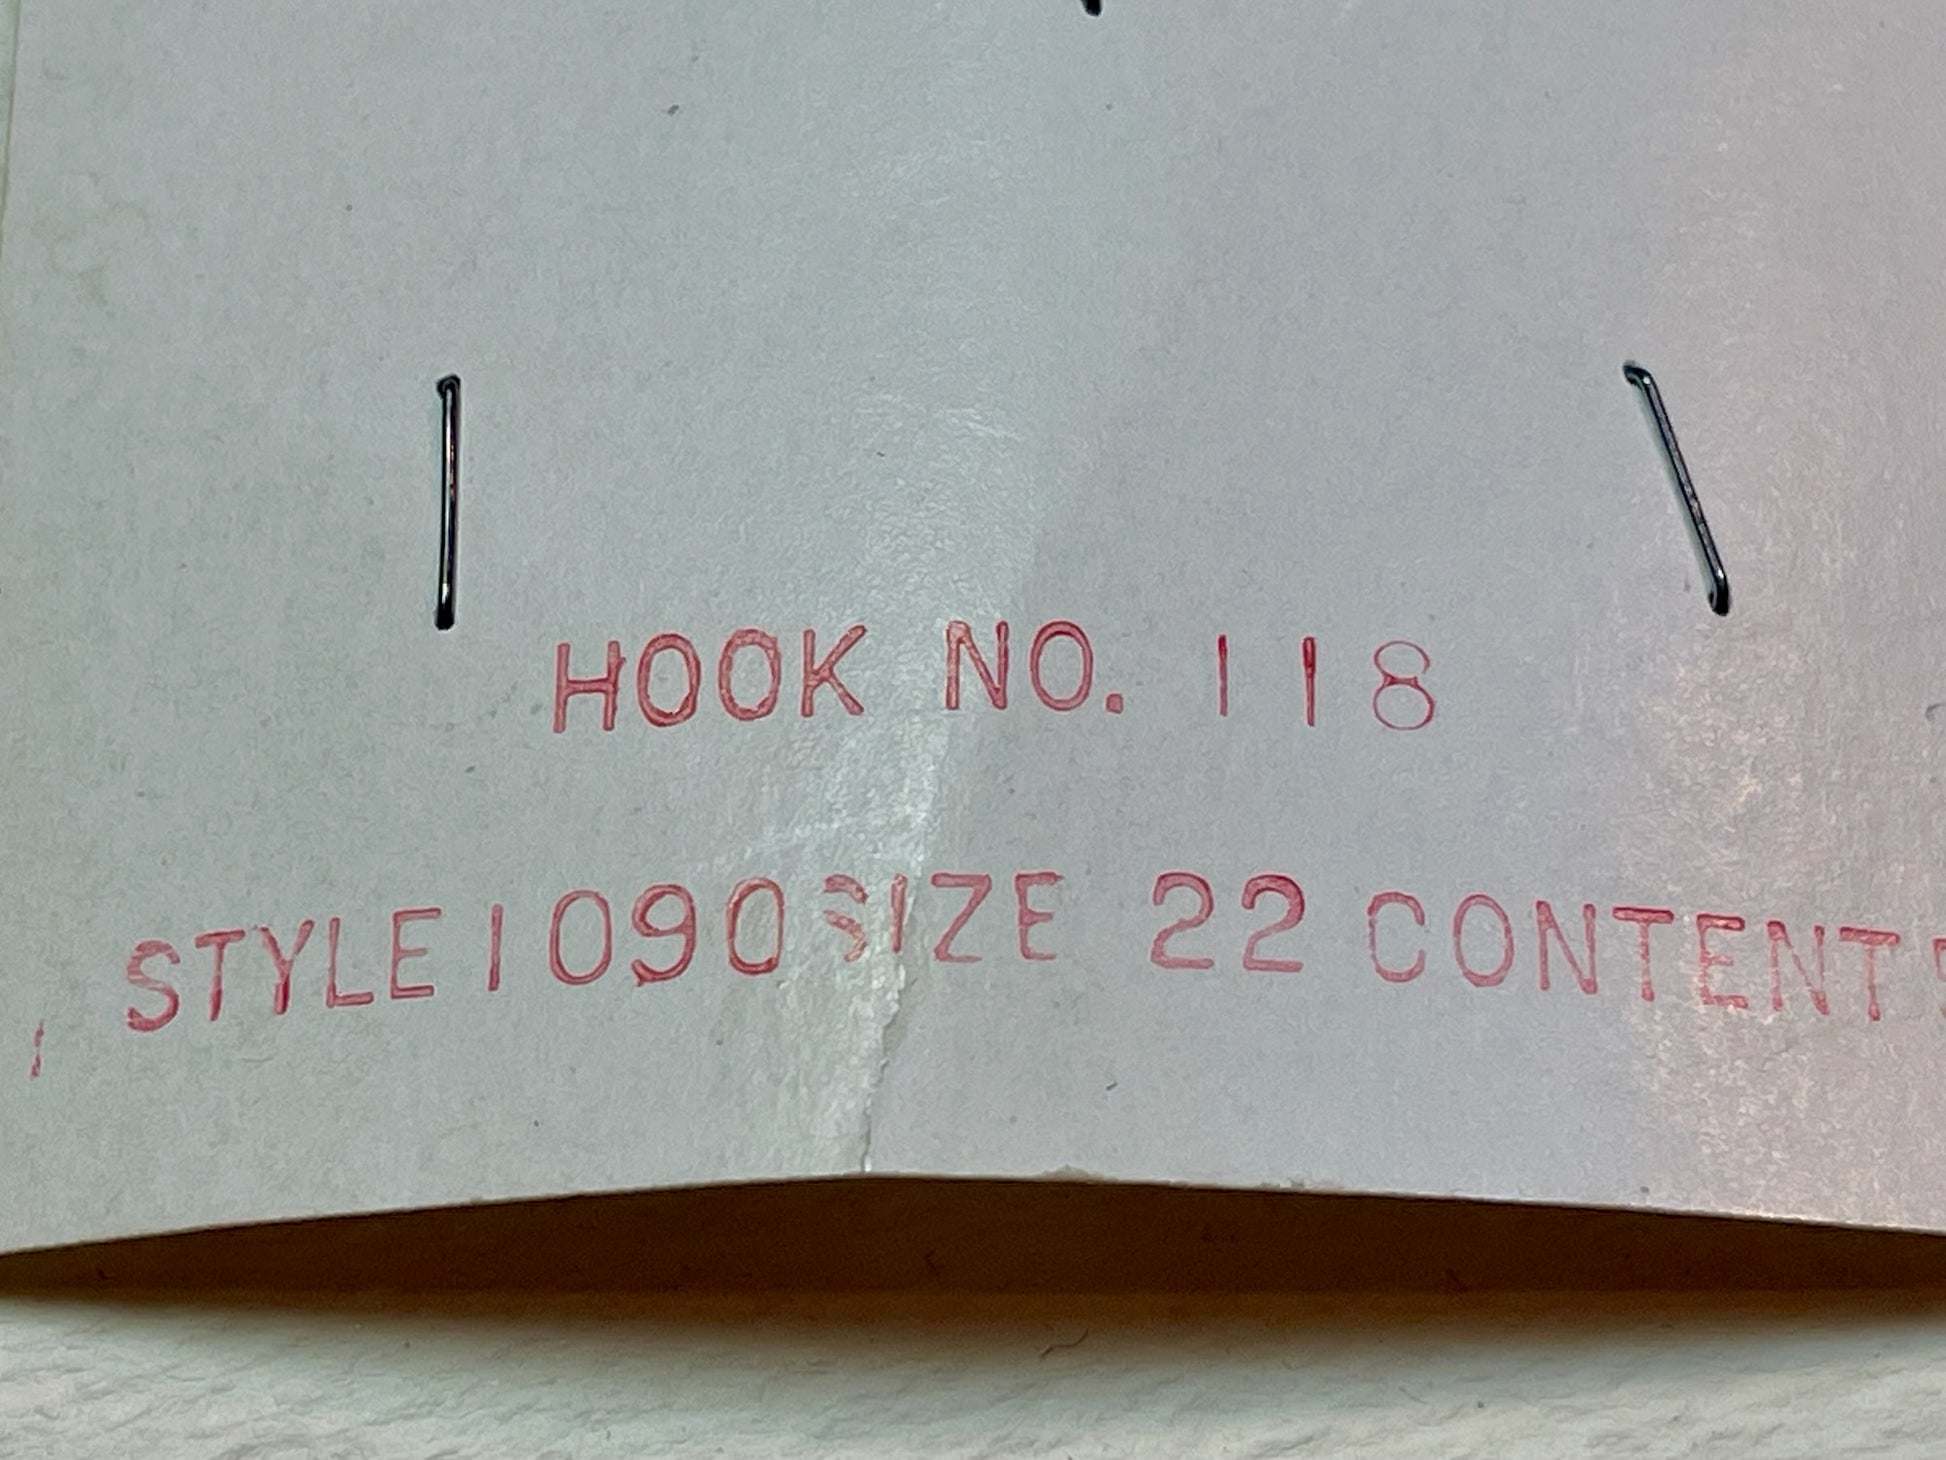 HOOK NO. 118
STYLE 1090 SIZE 22 CONTENT